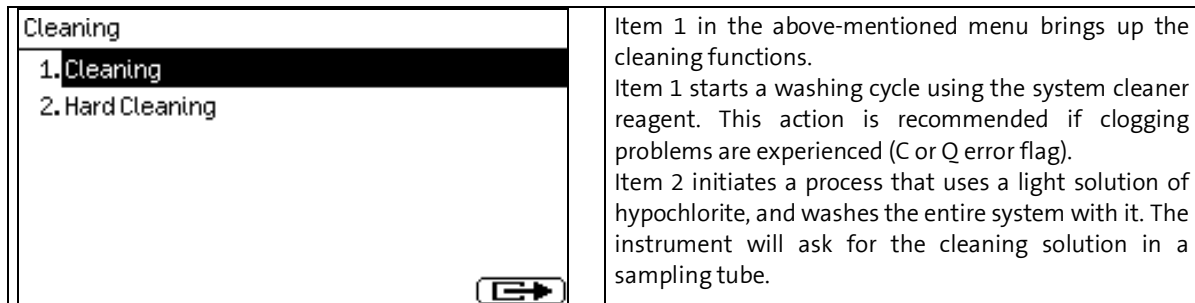 Cleaning
1. Cleaning
2. Hard Cleaning
Item 1 in the above-mentioned menu brings up the
cleaning functions.
Item 1 starts a washing cycle using the system cleaner
reagent. This action is recommended if clogging
problems are experienced (C or Q error flag).
Item 2 initiates a process that uses a light solution of
hypochlorite, and washes the entire system with it. The
instrument will ask for the cleaning solution in a
sampling tube.